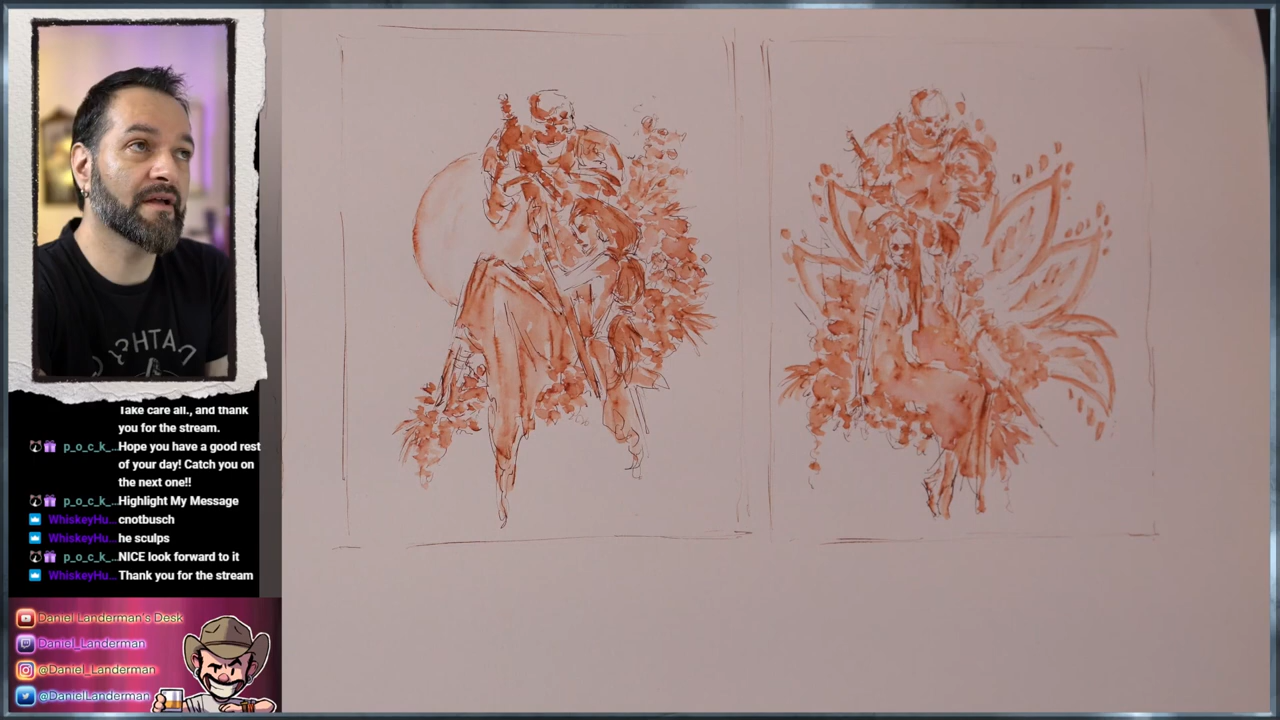 Take care all., and thank
you for the stream.
p_o_c_k_... Hope you have a good rest
of your day! Catch you on
the next one!!
p_o_c_k_... Highlight My Message
WhiskeyHu... cnotbusch
WhiskeyHu... he sculps
p_o_c_k_... NICE look forward to it
WhiskeyHu... Thank you for the stream
Daniel Landerman's Desk
Daniel_Landerman
@Daniel_Landerman
@DanielLanderman